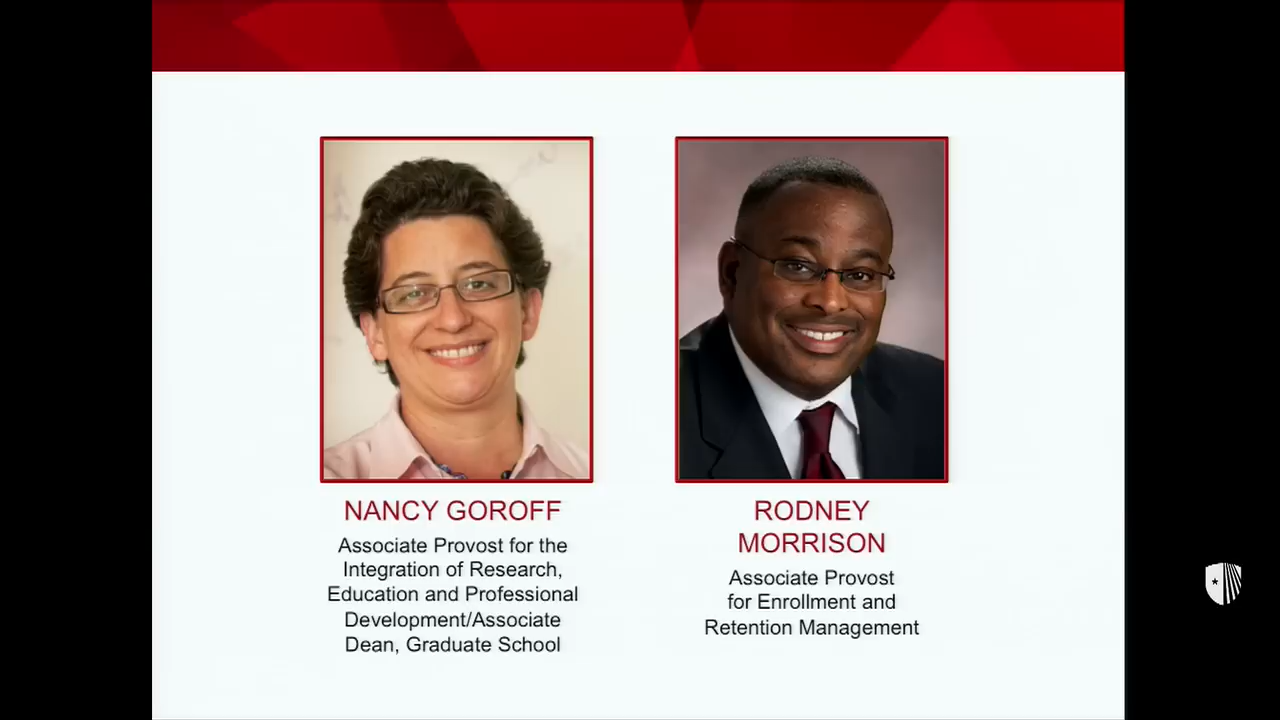 NANCY GOROFF
Associate Provost for the
Integration of Research,
Education and Professional
Development/Associate
Dean, Graduate School
RODNEY
MORRISON
Associate Provost
for Enrollment and
Retention Management